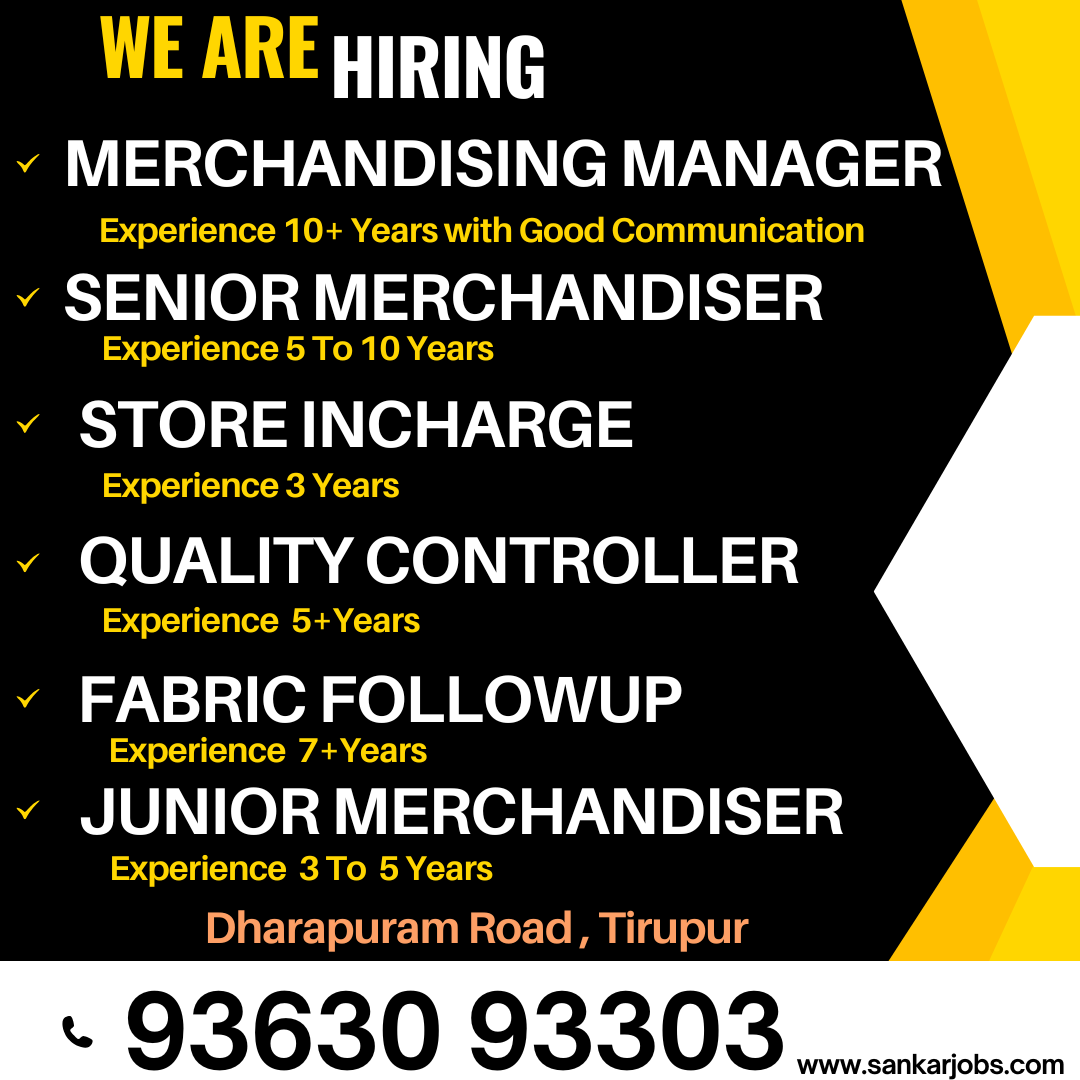 WE ARE HIRING
MERCHANDISING MANAGER
Experience 10+ Years with Good Communication
SENIOR MERCHANDISER
Experience 5 To 10 Years
STORE INCHARGE
Experience 3 Years
QUALITY CONTROLLER
Experience 5+Years
FABRIC FOLLOWUP
Experience 7+Years
JUNIOR MERCHANDISER
Experience 3 To 5 Years
Dharapuram Road , Tirupur
93630 93303
www.sankarjobs.com